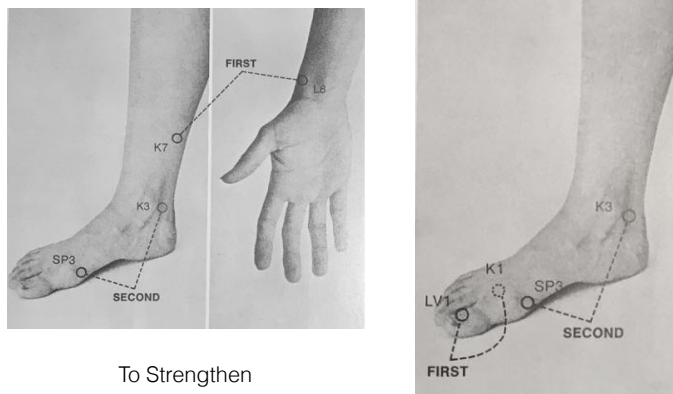 FIRST
L8
K7
K3
SP3
SECOND
To Strengthen
K3
K1
SP3
LV1
SECOND
FIRST